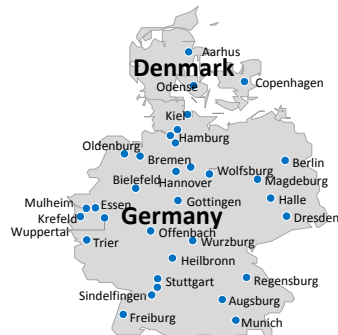 Aarhus
Denmark
Odense
Copenhagen
Kiel
Hamburg
Oldenburg
Bremen
Berlin
Wolfsburg
Bielefeld
Hannover
Magdeburg
Gottingen
Halle
Mulheim
Essen
Krefeld
Germany
Dresden
Wuppertal
Offenbach
Trier
Wurzburg
Heilbronn
Stuttgart
Regensburg
Sindelfingen
Augsburg
Freiburg
Munich